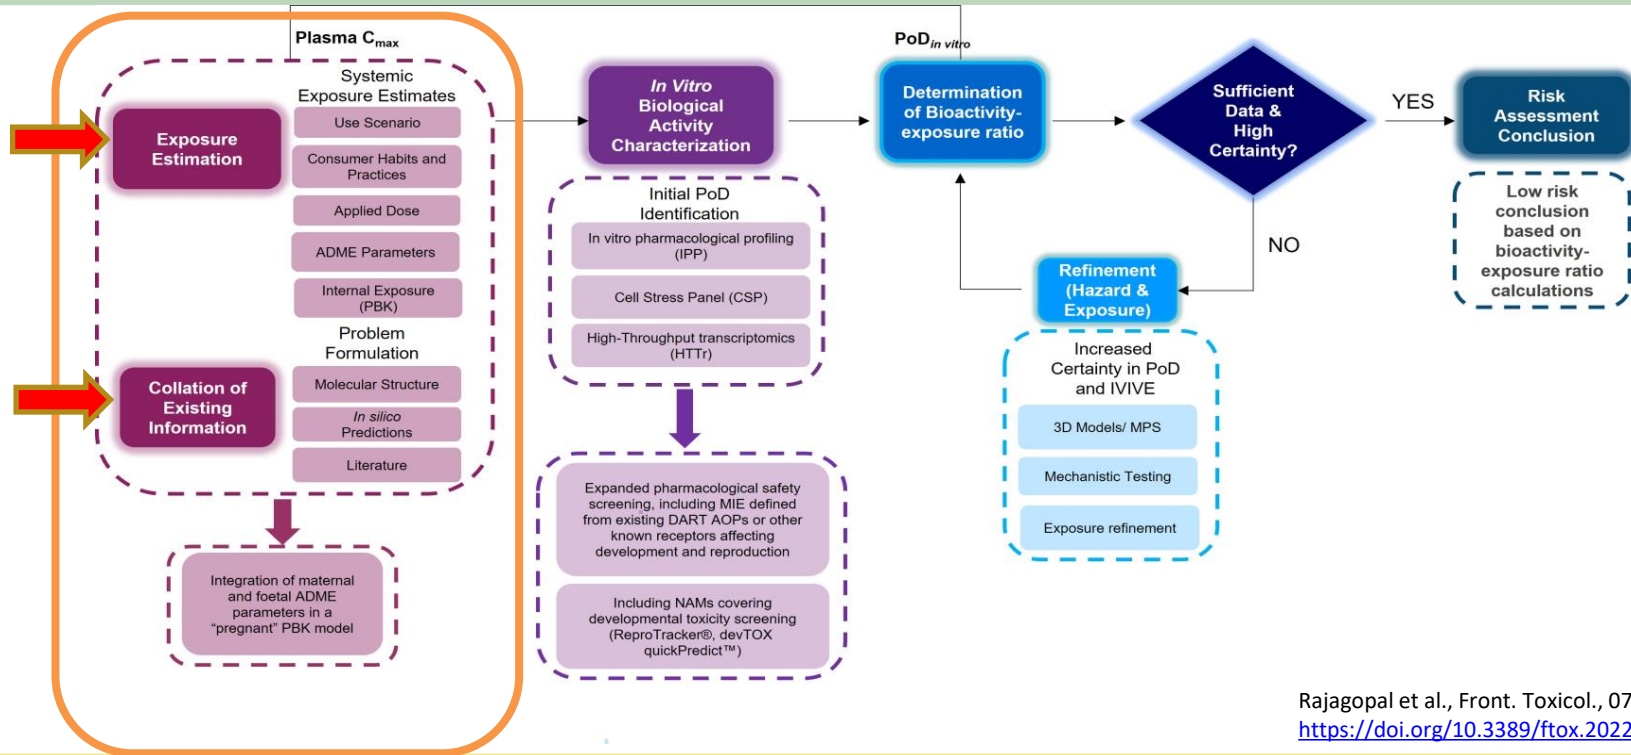 Plasma Cmax
Systemic
Exposure Estimates
Exposure
Estimation
Use Scenario
Consumer Habits and
Practices
Applied Dose
ADME Parameters
Internal Exposure
(PBK)
Problem
Formulation
Collation of
Existing
Information
Molecular Structure
In silico
Predictions
Literature
Integration of maternal
and foetal ADME
parameters in a
“pregnant” PBK model
In Vitro
Biological
Activity
Characterization
Initial PoD
Identification
In vitro pharmacological profiling
(IPP)
Cell Stress Panel (CSP)
High-Throughput transcriptomics
(HTTr)
Expanded pharmacological safety
screening, including MIE defined
from existing DART AOPs or other
known receptors affecting
development and reproduction
Including NAMs covering
developmental toxicity screening
(ReproTracker®, devTOX
quickPredict™)
PoDin vitro
Determination
of Bioactivity-
exposure ratio
Sufficient
Data &
High
Certainty?
YES
NO
Refinement
(Hazard &
Exposure)
Increased
Certainty in PoD
and IVIVE
3D Models/ MPS
Mechanistic Testing
Exposure refinement
Risk
Assessment
Conclusion
Low risk
conclusion
based on
bioactivity-
exposure ratio
calculations
Rajagopal et al., Front. Toxicol., 07
https://doi.org/10.3389/ftox.2022